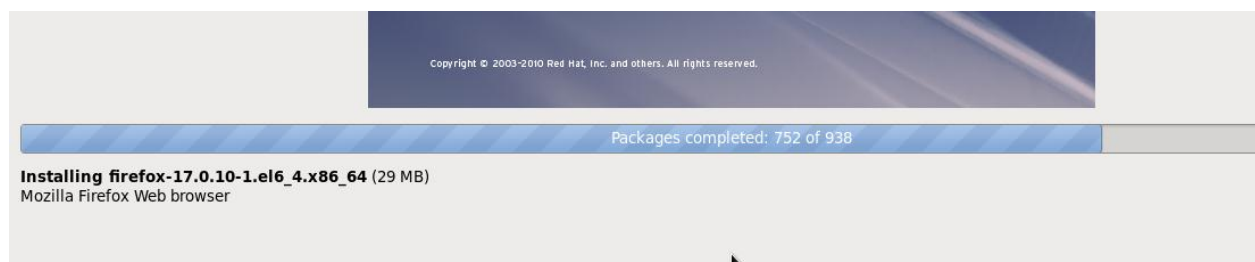 Copyright © 2003-2010 Red Hat, Inc. and others. All rights reserved.
Packages completed: 752 of 938
Installing firefox-17.0.10-1.el6_4.x86_64 (29 MB)
Mozilla Firefox Web browser